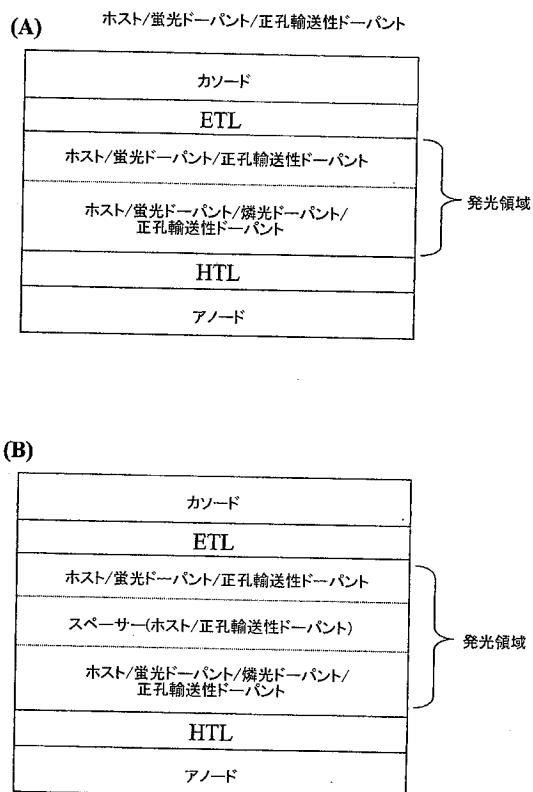 (A)
ホスト/蛍光ドーパント/正孔輸送性ドーパント
カソード
ETL
ホスト/蛍光ドーパント/正孔輸送性ドーパント
ホスト/蛍光ドーパント/燐光ドーパント/
正孔輸送性ドーパント
発光領域
HTL
アノード
(B)
カソード
ETL
ホスト/蛍光ドーパント/正孔輸送性ドーパント
スペーサー(ホスト/正孔輸送性ドーパント)
ホスト/蛍光ドーパント/燐光ドーパント/
正孔輸送性ドーパント
発光領域
HTL
アノード